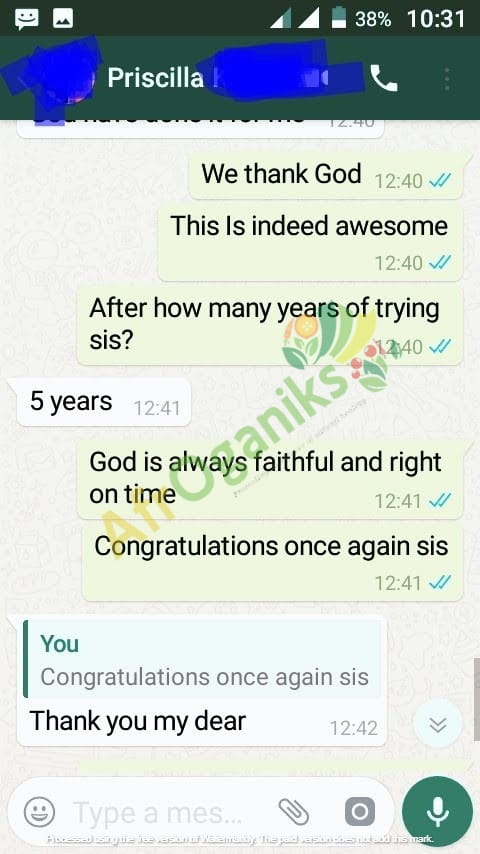 38% 10:31
Priscilla
12:40
We thank God 12:40
This Is indeed awesome
12:40
After how many years of trying
sis? 12:40
5 years 12:41
God is always faithful and right
on time 12:41
Congratulations once again sis
12:41
You
Congratulations once again sis
Thank you my dear 12:42
Type a mes...
AfrOganiks
Processed using the free version of Watermarkly. The paid version does not add this mark.